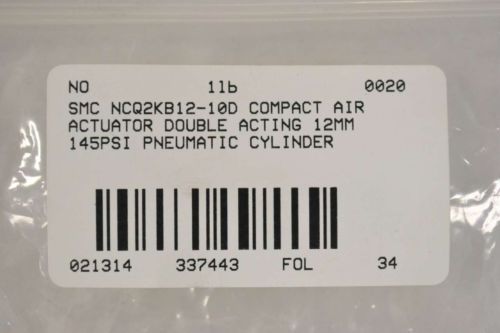 NO 1lb 0020
SMC NCQ2KB12-10D COMPACT AIR
ACTUATOR DOUBLE ACTING 12MM
145PSI PNEUMATIC CYLINDER
021314 337443 FOL 34